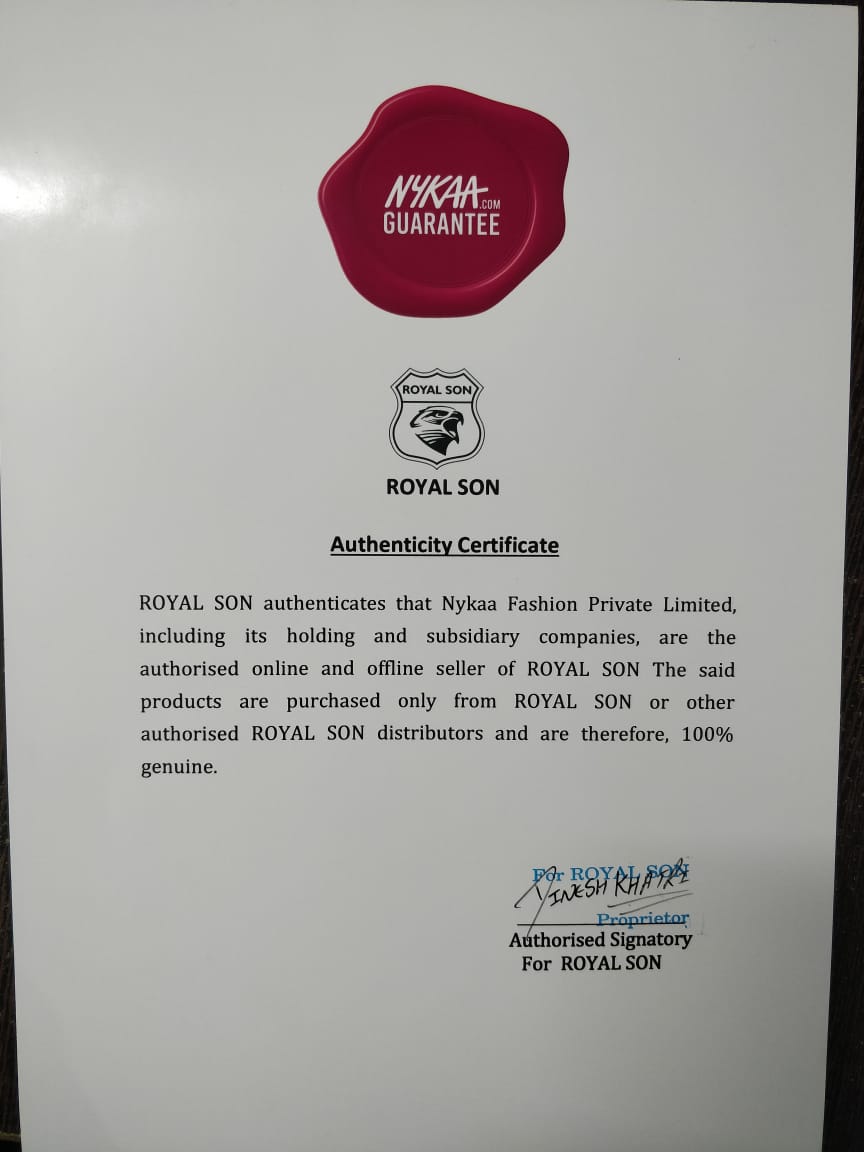 NYKAA.COM
GUARANTEE
ROYAL SON
ROYAL SON
Authenticity Certificate
ROYAL SON authenticates that Nykaa Fashion Private Limited,
including its holding and subsidiary companies, are the
authorised online and offline seller of ROYAL SON The said
products are purchased only from ROYAL SON or other
authorised ROYAL SON distributors and are therefore, 100%
genuine.
For ROYAL SON
KHATRI
Proprietor
Authorised Signatory
For ROYAL SON